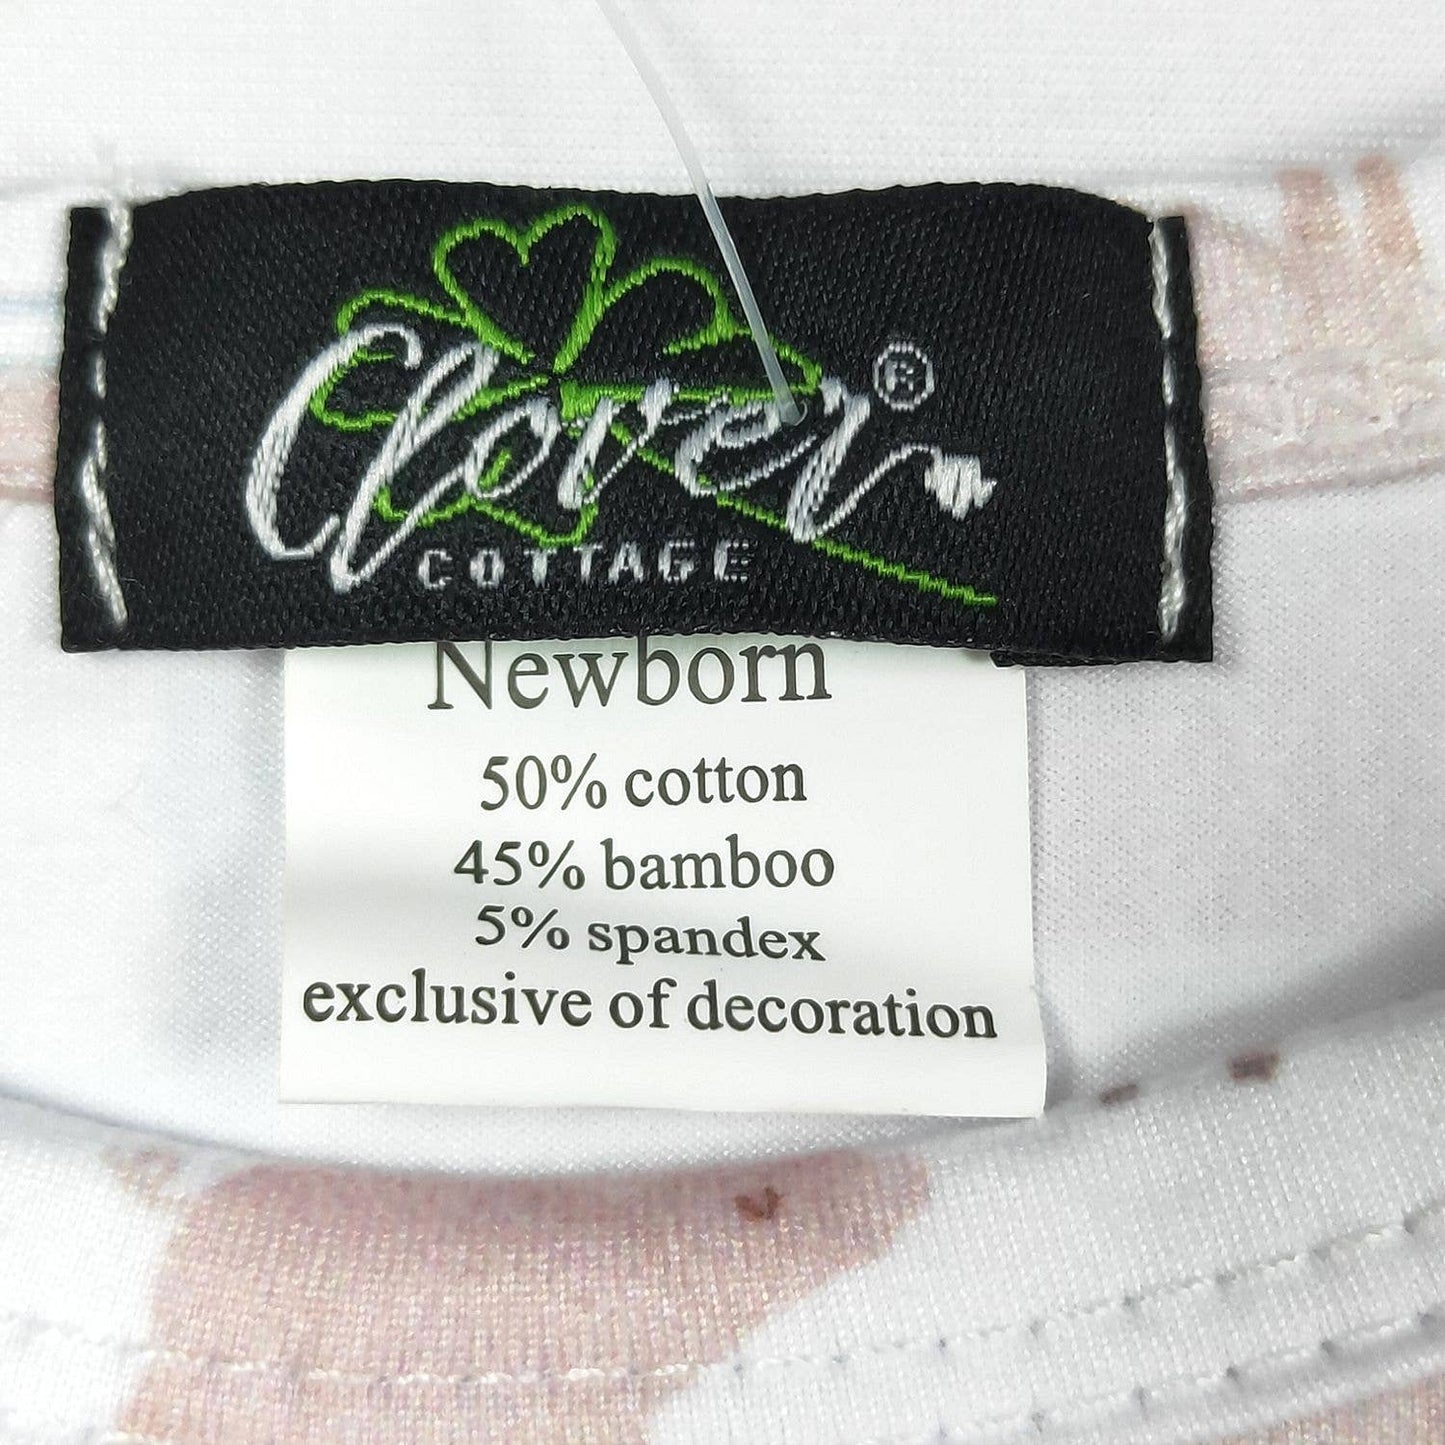 Clover®
COTTAGE
Newborn
50% cotton
45% bamboo
5% spandex
exclusive of decoration